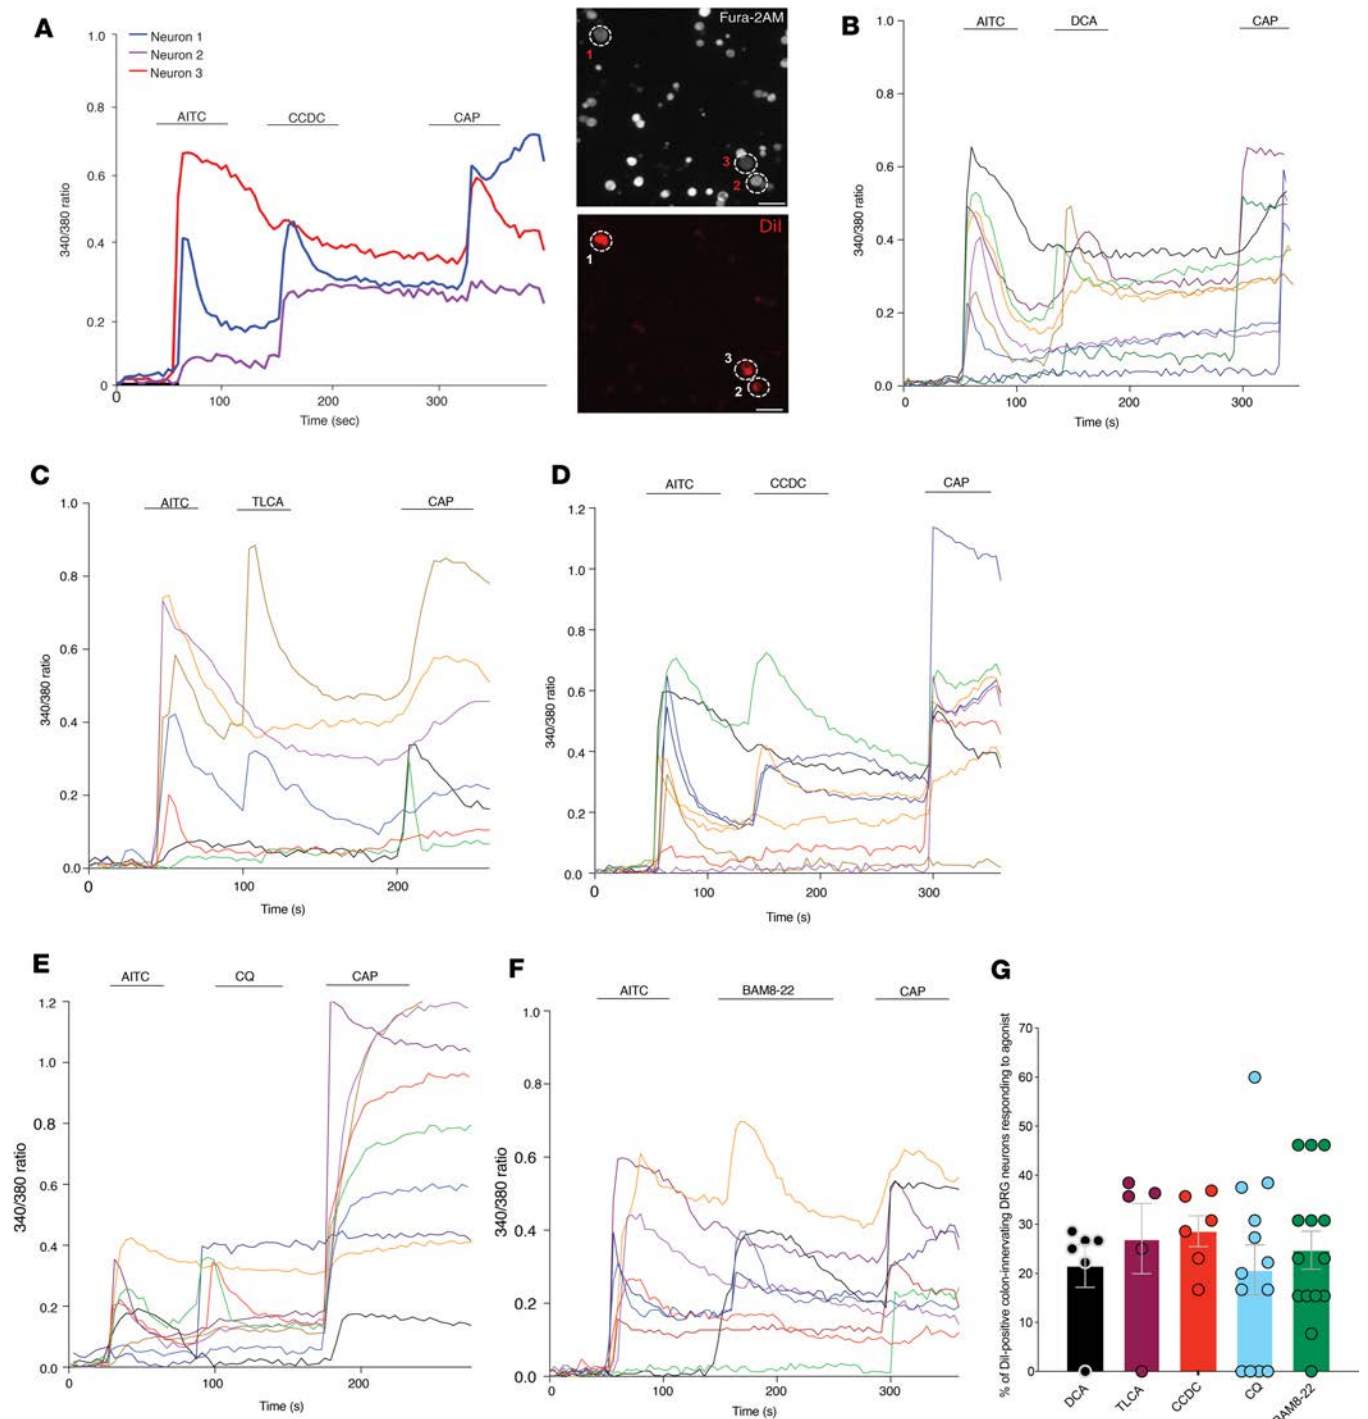 A
Neuron 1
Neuron 2
Neuron 3
AITC
CCDC
CAP
340/380 ratio
1.0
0.8
0.6
0.4
0.2
0
0
100
200
300
Time (sec)
Fura-2AM
1
3
2
DiI
1
3
2
B
AITC
DCA
CAP
340/380 ratio
1.0
0.8
0.6
0.4
0.2
0.0
0
100
200
300
Time (s)
C
AITC
TLCA
CAP
340/380 ratio
1.0
0.8
0.6
0.4
0.2
0.0
0
100
200
Time (s)
D
AITC
CCDC
CAP
340/380 ratio
1.2
1.0
0.8
0.6
0.4
0.2
0.0
0
100
200
300
Time (s)
E
AITC
CQ
CAP
340/380 ratio
1.2
1.0
0.8
0.6
0.4
0.2
0.0
0
100
200
Time (s)
F
AITC
BAM8-22
CAP
340/380 ratio
1.0
0.8
0.6
0.4
0.2
0.0
0
100
200
300
Time (s)
G
% of DiI-positive colon-innervating DRG neurons responding to agonist
70
60
50
40
30
20
10
0
DCA
TLCA
CCDC
CQ
BAM8-22